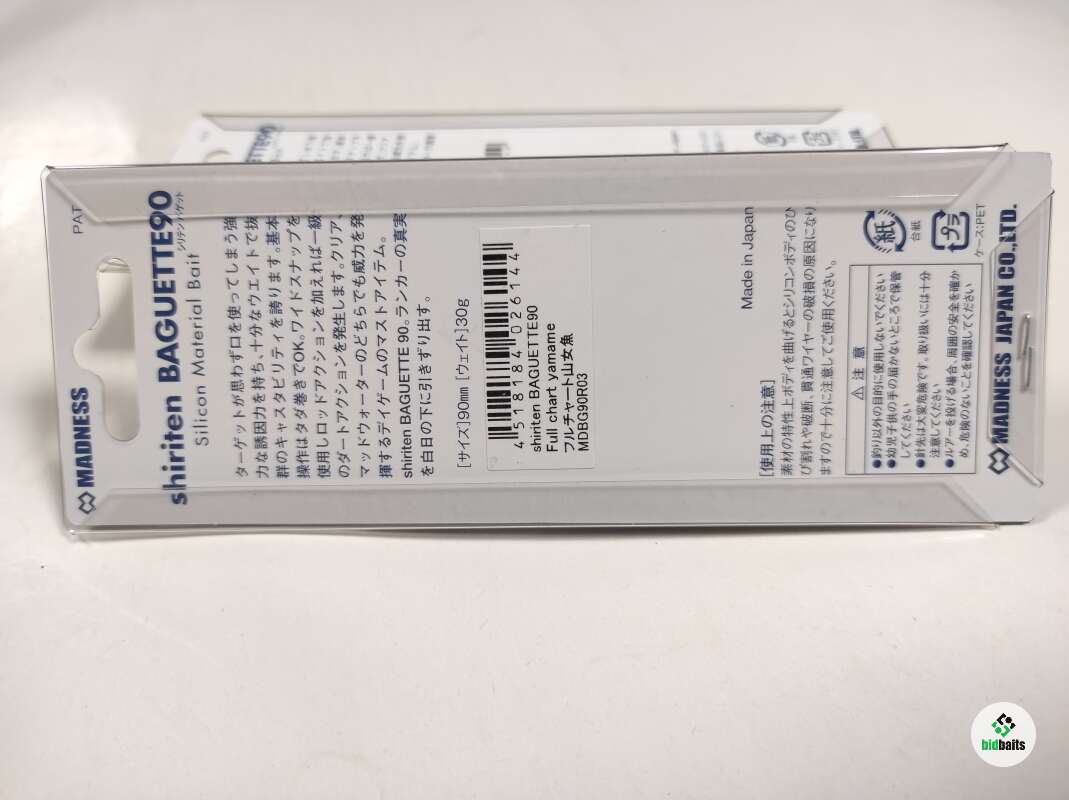 PAT
MADNESS
shiriten BAGUETTE90
シリテンバゲット
Silicon Material Bait
ターゲットが思わず口を使ってしまう強
力な誘因力を持ち、十分なウエイトで抜
群のキャスタビリティを誇ります。基本
操作はタダ巻きでOK。ワイドスナップを
使用しロッドアクションを加えれば一級
のダートアクションを発生します。クリア、
マッドウォーターのどちらでも威力を発
揮するデイゲームのマストアイテム。
shiriten BAGUETTE 90。ランカーの真実
を白日の下に引きずり出す。
[サイズ]90mm [ウェイト]30g
4 518184 026144
shiriten BAGUETTE90
Full chart yamame
フルチャート山女魚
MDBG90R03
Made in Japan
[使用上の注意]
素材の特性上ボディを曲げるとシリコンボディのひ
び割れや破断、貫通ワイヤーの破損の原因になり
ますので十分に注意してご使用ください。
⚠ 注 意
●釣り以外の目的に使用しないでください
●幼児子供の手の届かないところで保管
してください
●針先は大変危険です。取り扱いには十分
注意してください
●ルアーを投げる場合、周囲の安全を確か
め、危険のないことを確認してください
紙
台紙
プラ
ケース:PET
MADNESS JAPAN CO.,LTD.
bidbaits